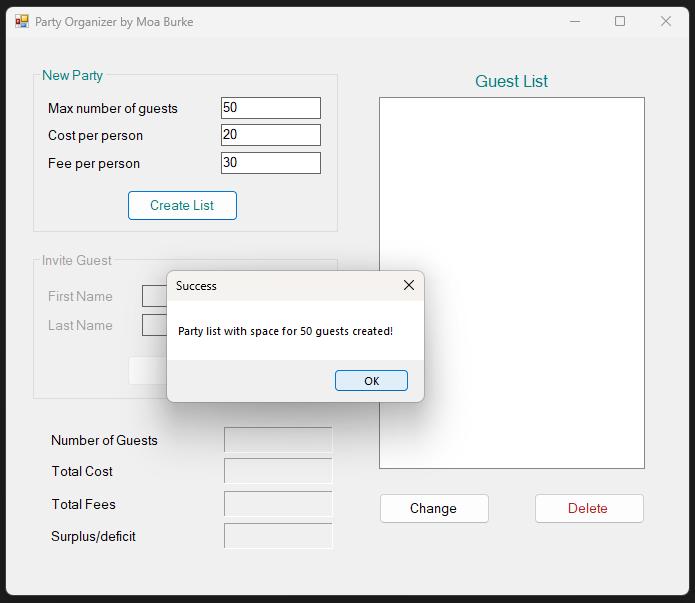 Party Organizer by Moa Burke
New Party
Max number of guests 50
Cost per person 20
Fee per person 30
Create List
Invite Guest
First Name
Last Name
Success
Party list with space for 50 guests created!
OK
Number of Guests
Total Cost
Total Fees
Surplus/deficit
Guest List
Change
Delete